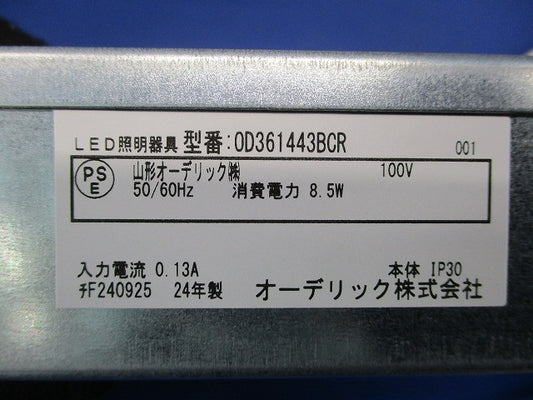 LED照明器具 型番:OD361443BCR 001
PSE 山形オーデリック㈱ 100V
50/60Hz 消費電力 8.5W
入力電流 0.13A 本体 IP30
ﾁF240925 24年製 オーデリック株式会社